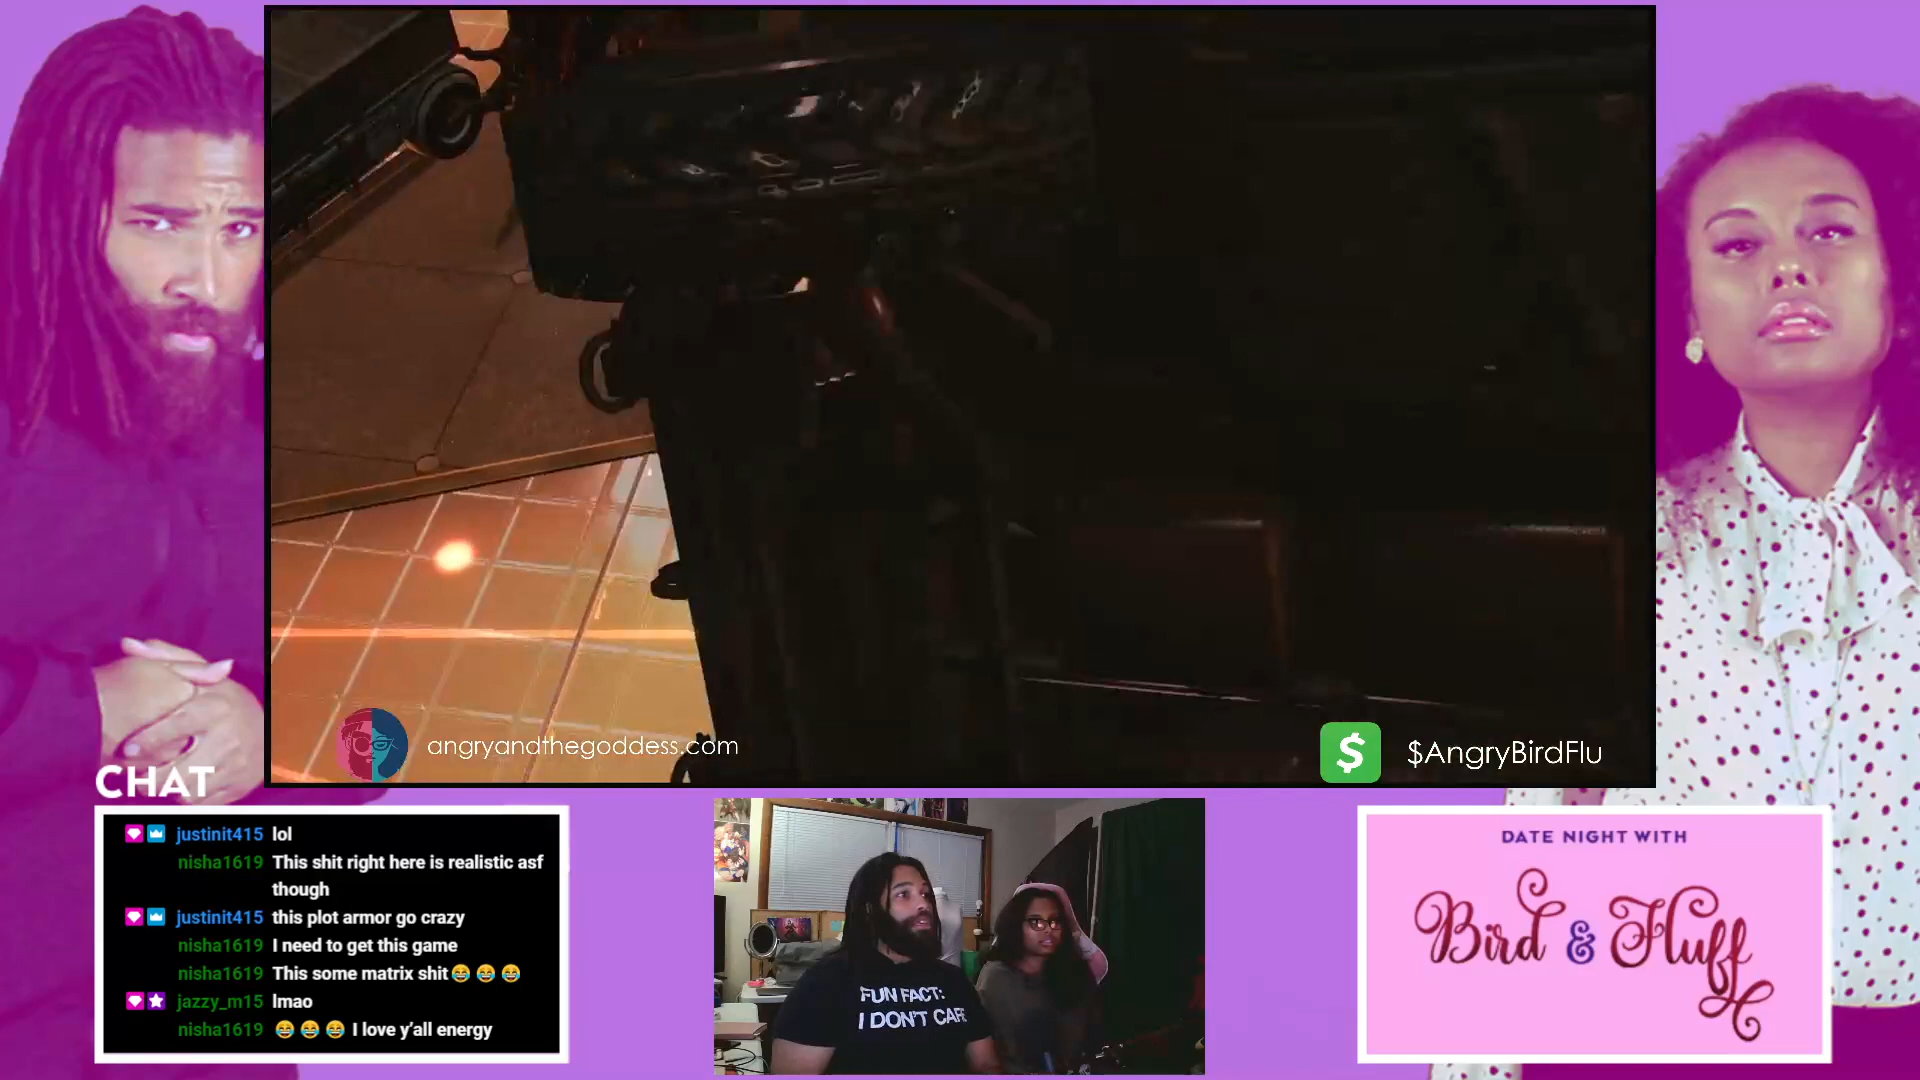 angryandthegoddess.com
$ $AngryBirdFlu
CHAT
justinit415 lol
nisha1619 This shit right here is realistic asf
though
justinit415 this plot armor go crazy
nisha1619 I need to get this game
nisha1619 This some matrix shit😂 😂 😂
jazzy_m15 lmao
nisha1619 😂 😂 😂 I love y'all energy
FUN FACT:
I DON'T CARE
DATE NIGHT WITH
Bird & Fluff